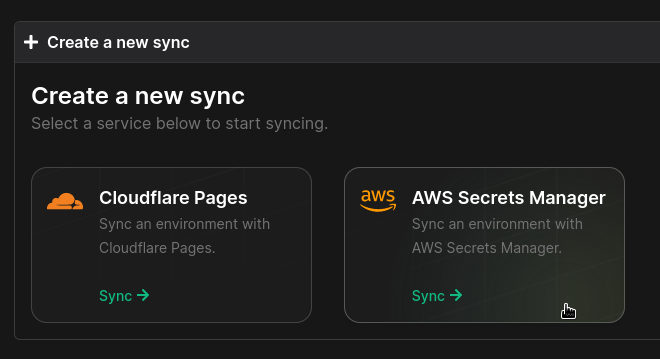 Create a new sync
Create a new sync
Select a service below to start syncing.
Cloudflare Pages
Sync an environment with
Cloudflare Pages.
Sync →
aws
AWS Secrets Manager
Sync an environment with
AWS Secrets Manager.
Sync →